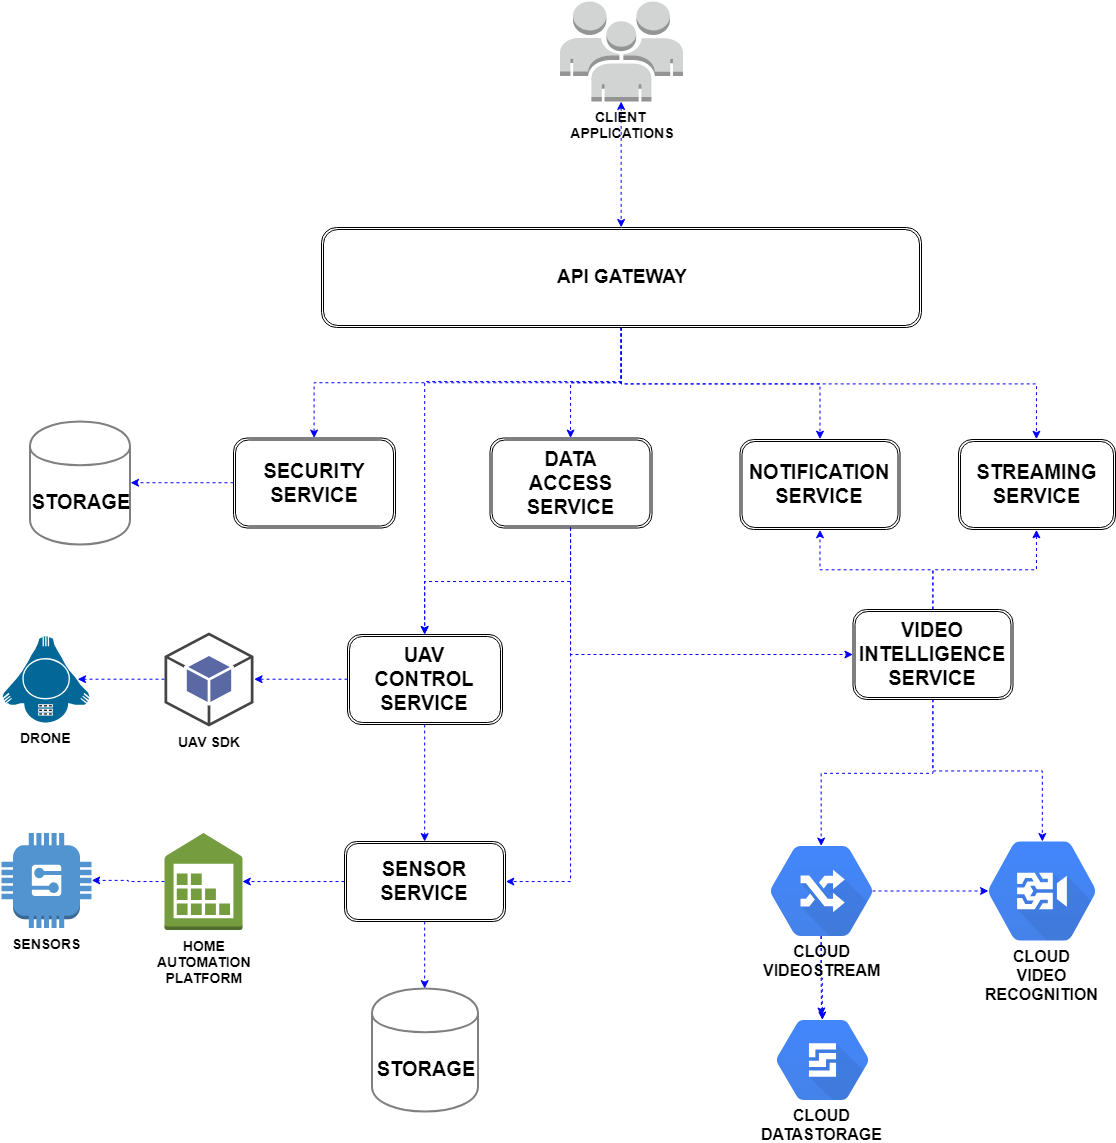 CLIENT
APPLICATIONS
API GATEWAY
STORAGE
SECURITY
SERVICE
DATA
ACCESS
SERVICE
NOTIFICATION
SERVICE
STREAMING
SERVICE
DRONE
UAV SDK
UAV
CONTROL
SERVICE
VIDEO
INTELLIGENCE
SERVICE
SENSORS
HOME
AUTOMATION
PLATFORM
SENSOR
SERVICE
CLOUD
VIDEOSTREAM
CLOUD
VIDEO
RECOGNITION
STORAGE
CLOUD
DATASTORAGE